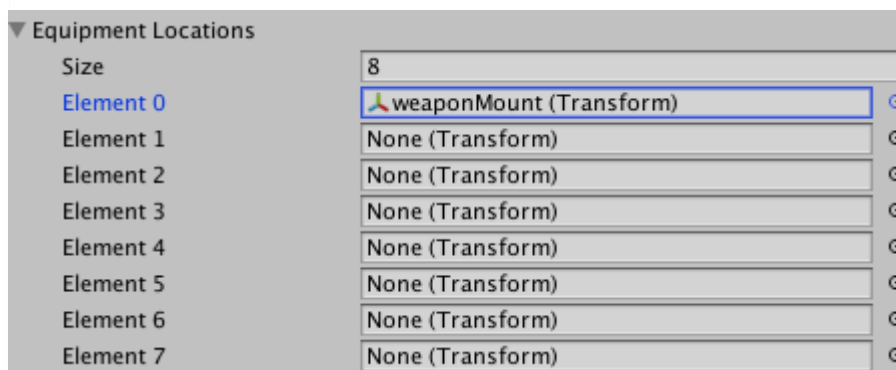 Equipment Locations
Size 8
Element 0 weaponMount (Transform)
Element 1 None (Transform)
Element 2 None (Transform)
Element 3 None (Transform)
Element 4 None (Transform)
Element 5 None (Transform)
Element 6 None (Transform)
Element 7 None (Transform)